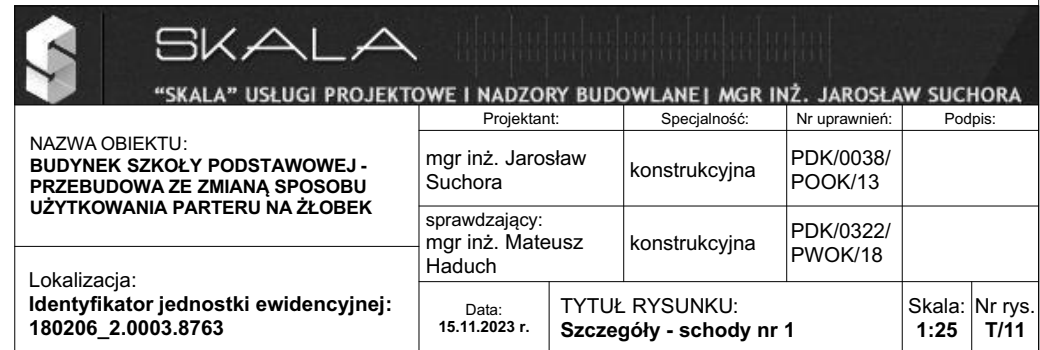 SKALA
"SKALA" USŁUGI PROJEKTOWE I NADZORY BUDOWLANE| MGR INŻ. JAROSŁAW SUCHORA
NAZWA OBIEKTU:
BUDYNEK SZKOŁY PODSTAWOWEJ -
PRZEBUDOWA ZE ZMIANĄ SPOSOBU
UŻYTKOWANIA PARTERU NA ŻŁOBEK
Projektant:
Specjalność:
Nr uprawnień:
Podpis:
mgr inż. Jarosław
Suchora
konstrukcyjna
PDK/0038/
POOK/13
sprawdzający:
mgr inż. Mateusz
Haduch
konstrukcyjna
PDK/0322/
PWOK/18
Lokalizacja:
Identyfikator jednostki ewidencyjnej:
180206_2.0003.8763
Data:
15.11.2023 r.
TYTUŁ RYSUNKU:
Szczegóły - schody nr 1
Skala:
1:25
Nr rys.
T/11